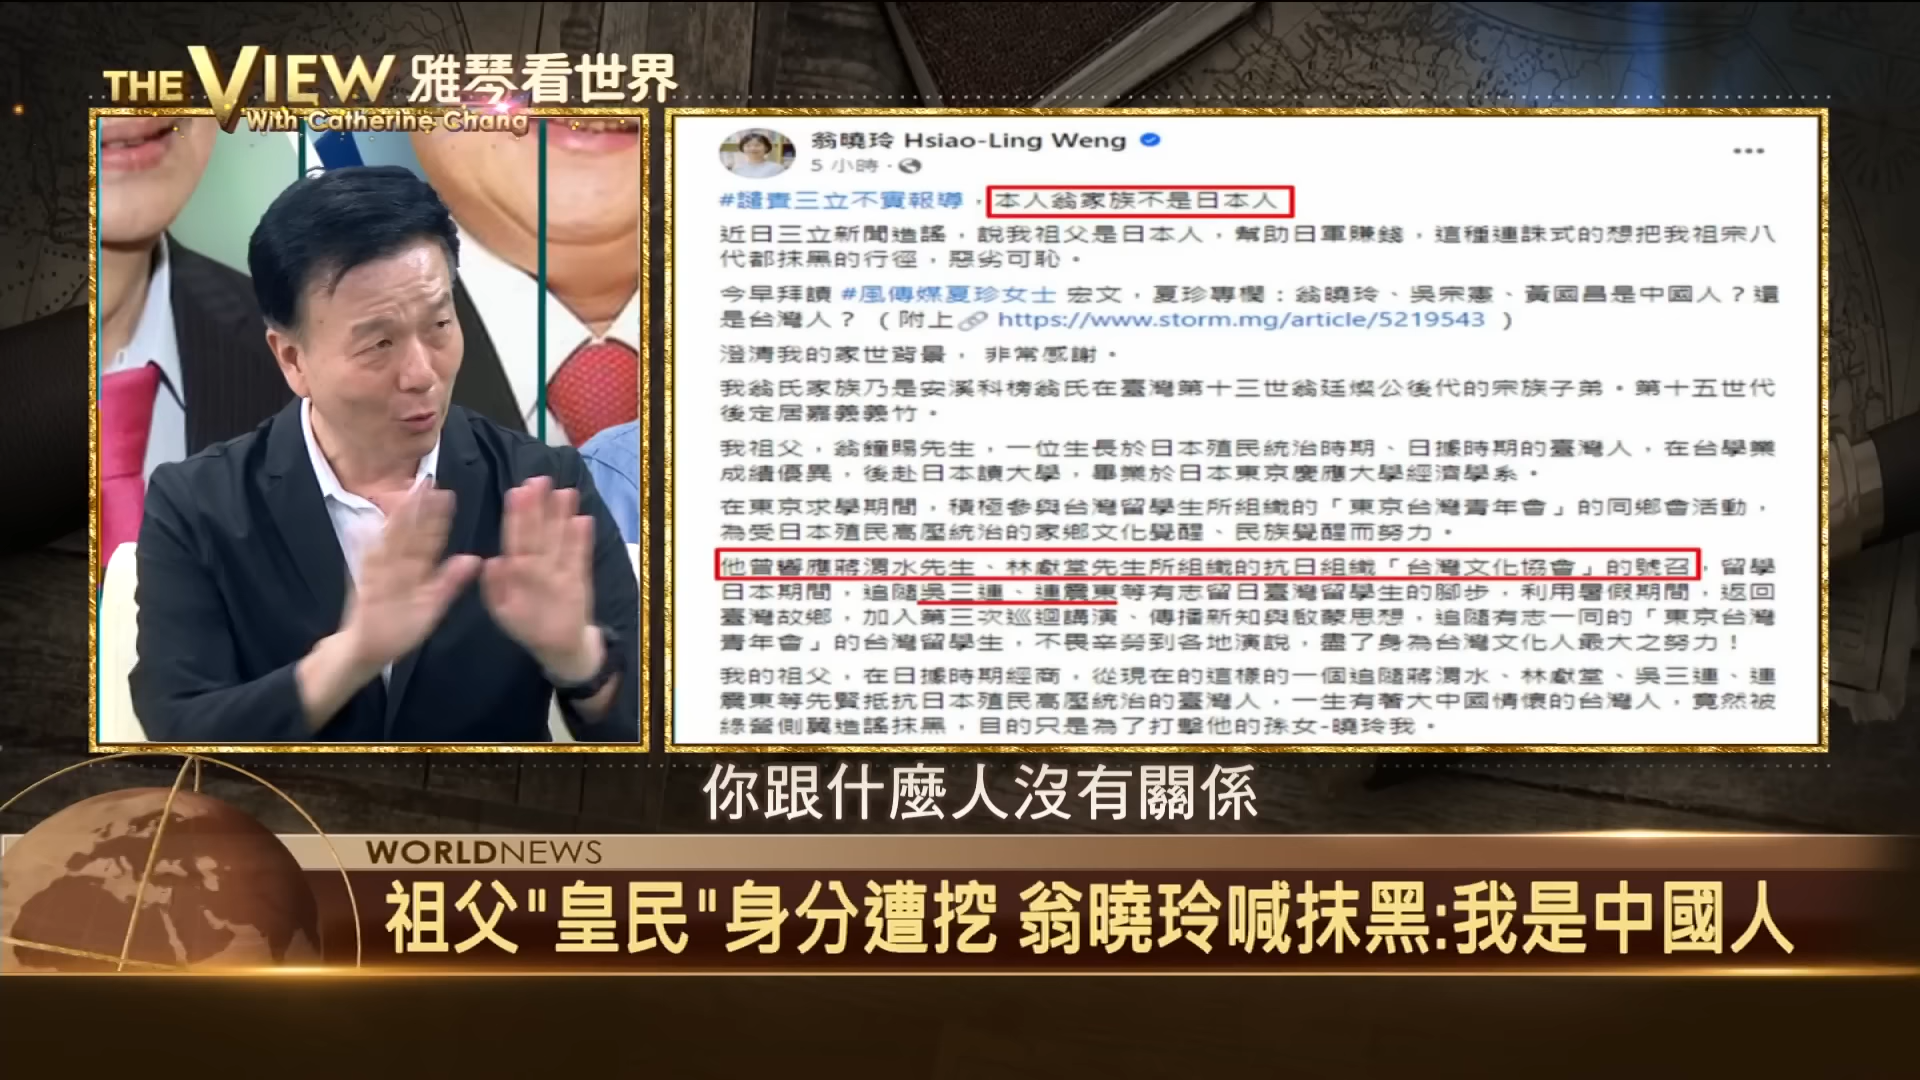 THE VIEW 雅琴看世界
With Catherine Chang
翁曉玲 Hsiao-Ling Weng
5 小時
#譴責三立不實報導,本人翁家族不是日本人
近日三立新聞造謠,說我祖父是日本人,幫助日軍賺錢,這種連誅式的想把我祖宗八
代都抹黑的行徑,惡劣可恥。
今早拜讀 #風傳媒夏珍女士 宏文,夏珍專欄:翁曉玲、吳宗憲、黃國昌是中國人?還
是台灣人?(附上🔗 https://www.storm.mg/article/5219543 )
澄清我的家世背景, 非常感謝。
我翁氏家族乃是安溪科榜翁氏在臺灣第十三世翁廷燦公後代的宗族子弟。第十五世代
後定居嘉義義竹。
我祖父,翁鐘賜先生,一位生長於日本殖民統治時期、日據時期的臺灣人,在台學業
成績優異,後赴日本讀大學,畢業於日本東京慶應大學經濟學系。
在東京求學期間,積極參與台灣留學生所組織的「東京台灣青年會」的同鄉會活動,
為受日本殖民高壓統治的家鄉文化覺醒、民族覺醒而努力。
他曾響應蔣渭水先生、林獻堂先生所組織的抗日組織「台灣文化協會」的號召,留學
日本期間,追隨吳三連、連震東等有志留日臺灣留學生的腳步,利用暑假期間,返回
臺灣故鄉,加入第三次巡迴講演、傳播新知與啟蒙思想,追隨有志一同的「東京台灣
青年會」的台灣留學生,不畏辛勞到各地演說,盡了身為台灣文化人最大之努力!
我的祖父,在日據時期經商,從現在的這樣的一個追隨蔣渭水、林獻堂、吳三連、連
震東等先賢抵抗日本殖民高壓統治的臺灣人,一生有著大中國情懷的台灣人,竟然被
綠營側翼造謠抹黑,目的只是為了打擊他的孫女-曉玲我。
你跟什麼人沒有關係
WORLDNEWS
祖父"皇民"身分遭挖 翁曉玲喊抹黑:我是中國人